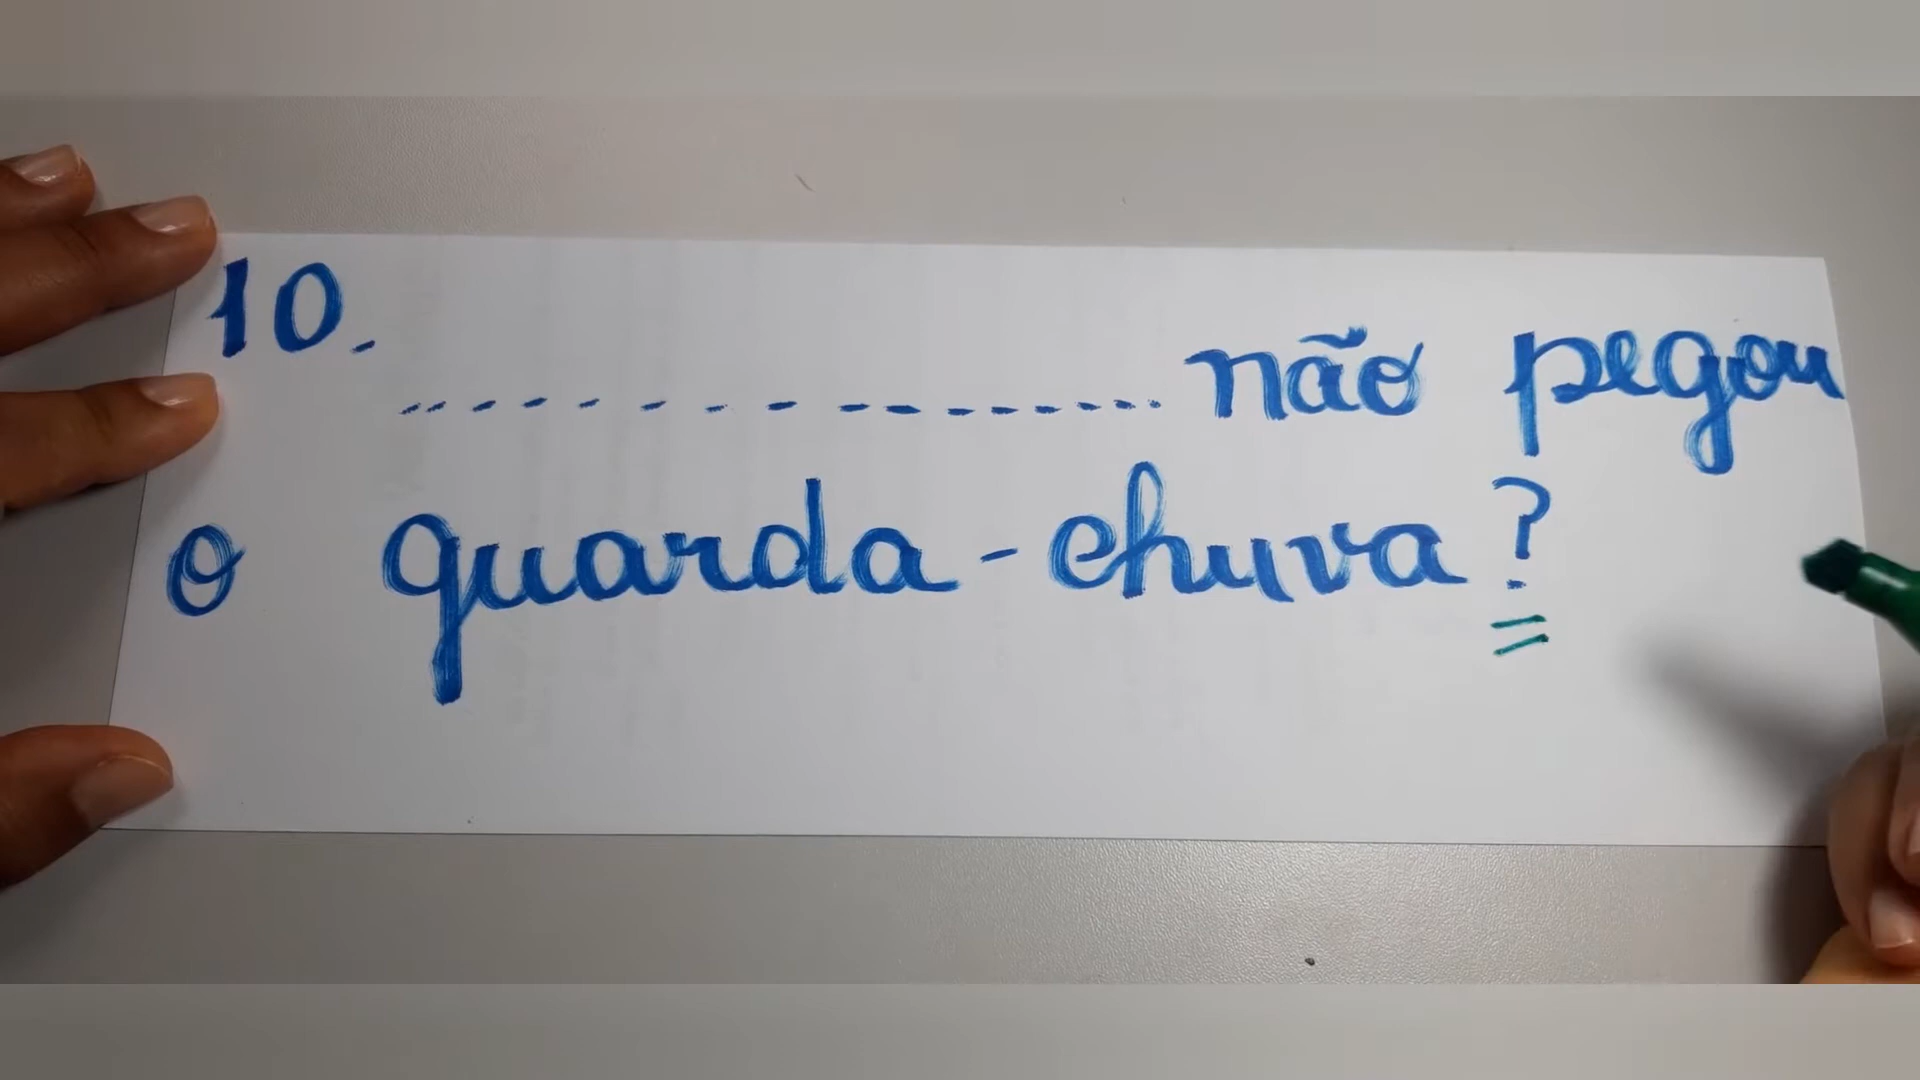 10. .................. não pegou
o guarda-chuva?